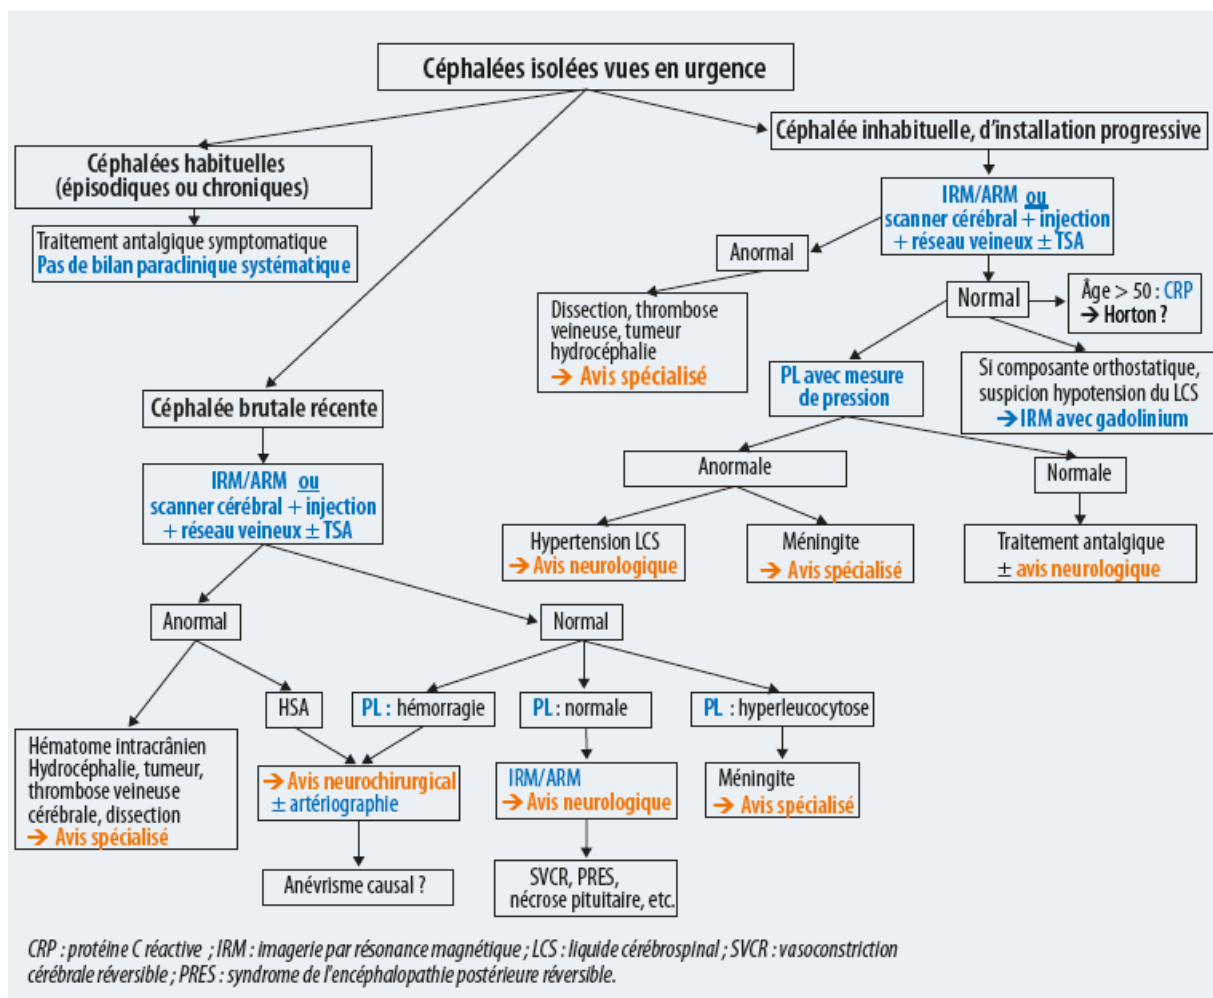 Céphalées isolées vues en urgence
Céphalées habituelles
(épisodiques ou chroniques)
Traitement antalgique symptomatique
Pas de bilan paraclinique systématique
Céphalée inhabituelle, d'installation progressive
IRM/ARM ou
scanner cérébral + injection
+ réseau veineux ± TSA
Anormal
Dissection, thrombose
veineuse, tumeur
hydrocéphalie
→ Avis spécialisé
Normal
Âge > 50 : CRP
→ Horton ?
Si composante orthostatique,
suspicion hypotension du LCS
→ IRM avec gadolinium
PL avec mesure
de pression
Anormale
Hypertension LCS
→ Avis neurologique
Méningite
→ Avis spécialisé
Normale
Traitement antalgique
± avis neurologique
Céphalée brutale récente
IRM/ARM ou
scanner cérébral + injection
+ réseau veineux ± TSA
Anormal
Hématome intracrânien
Hydrocéphalie, tumeur,
thrombose veineuse
cérébrale, dissection
→ Avis spécialisé
HSA
Normal
PL : hémorragie
→ Avis neurochirurgical
± artériographie
Anévrisme causal ?
PL : normale
IRM/ARM
→ Avis neurologique
SVCR, PRES,
nécrose pituitaire, etc.
PL : hyperleucocytose
Méningite
→ Avis spécialisé
CRP : protéine C réactive ; IRM : imagerie par résonance magnétique ; LCS : liquide cérébrospinal ; SVCR : vasoconstriction
cérébrale réversible ; PRES : syndrome de l'encéphalopathie postérieure réversible.